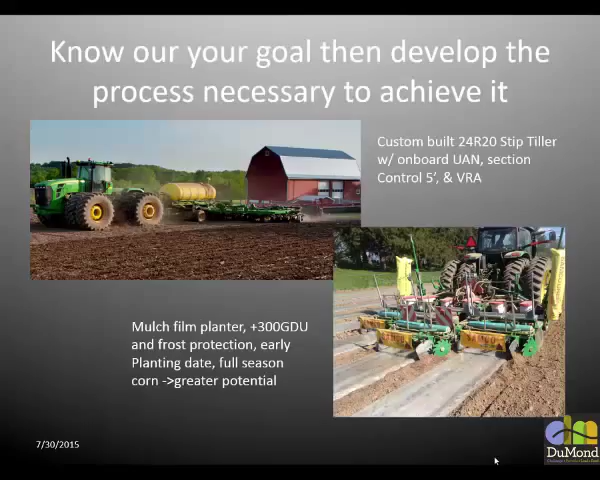 Know our your goal then develop the
process necessary to achieve it
Custom built 24R20 Stip Tiller
w/ onboard UAN, section
Control 5', & VRA
Mulch film planter, +300GDU
and frost protection, early
Planting date, full season
corn ->greater potential
7/30/2015
DuMond